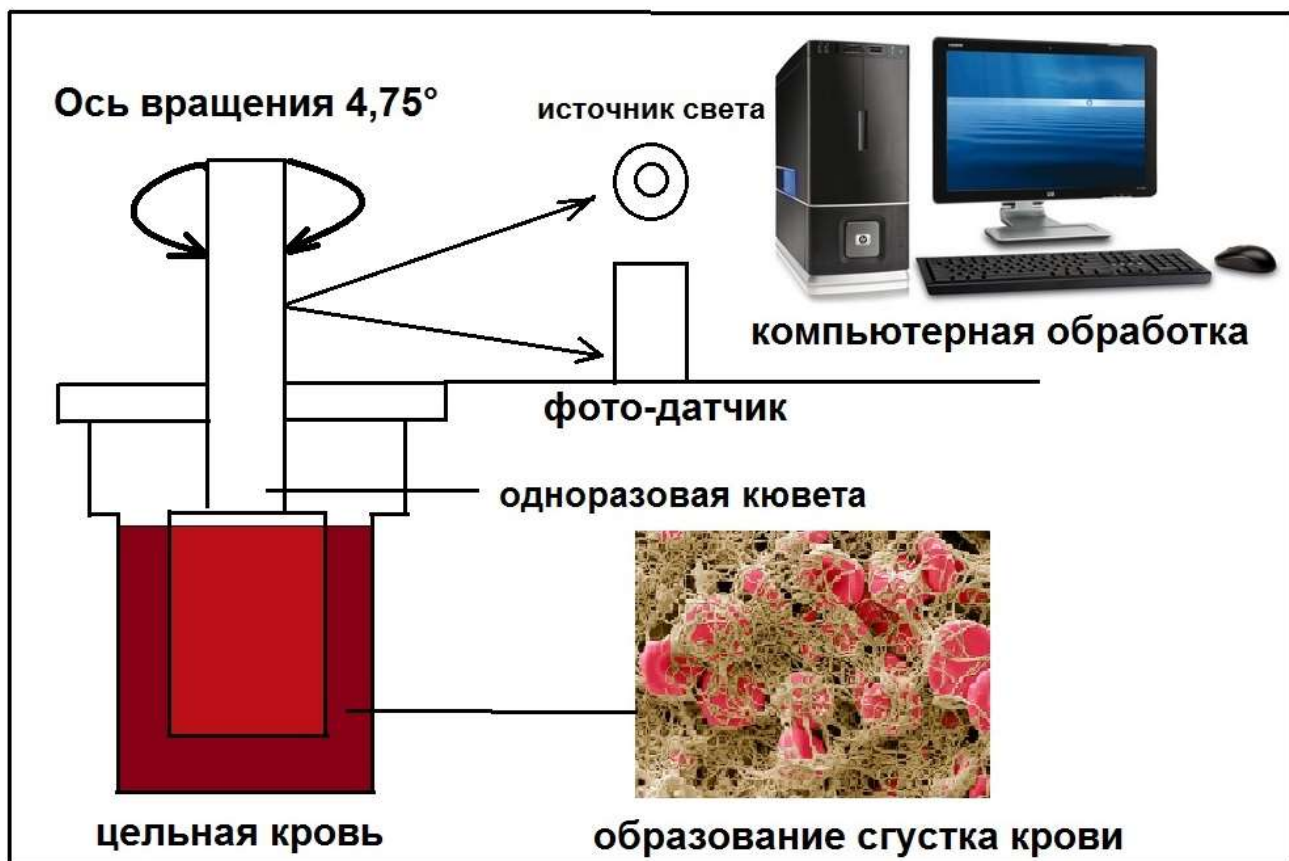 Ось вращения 4,75°
источник света
компьютерная обработка
фото-датчик
одноразовая кювета
цельная кровь
образование сгустка крови